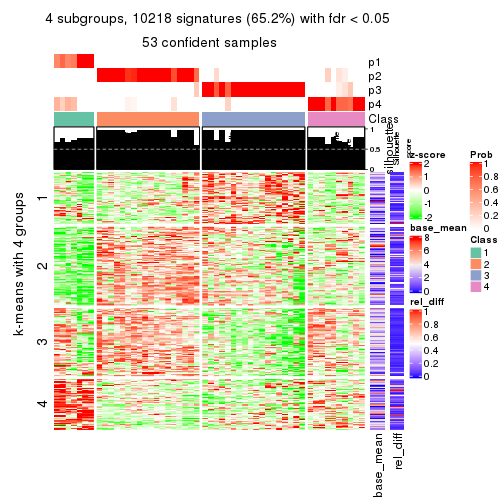 4 subgroups, 10218 signatures (65.2%) with fdr < 0.05
53 confident samples
p1
p2
p3
p4
Class
1
0.5
0
silhouette
Silhouette
score
k-means with 4 groups
1
2
3
4
base_mean
rel_diff
z-score
2
1
0
-1
-2
base_mean
8
6
4
2
0
rel_diff
1
0.8
0.6
0.4
0.2
0
Prob
1
0.8
0.6
0.4
0.2
0
Class
1
2
3
4